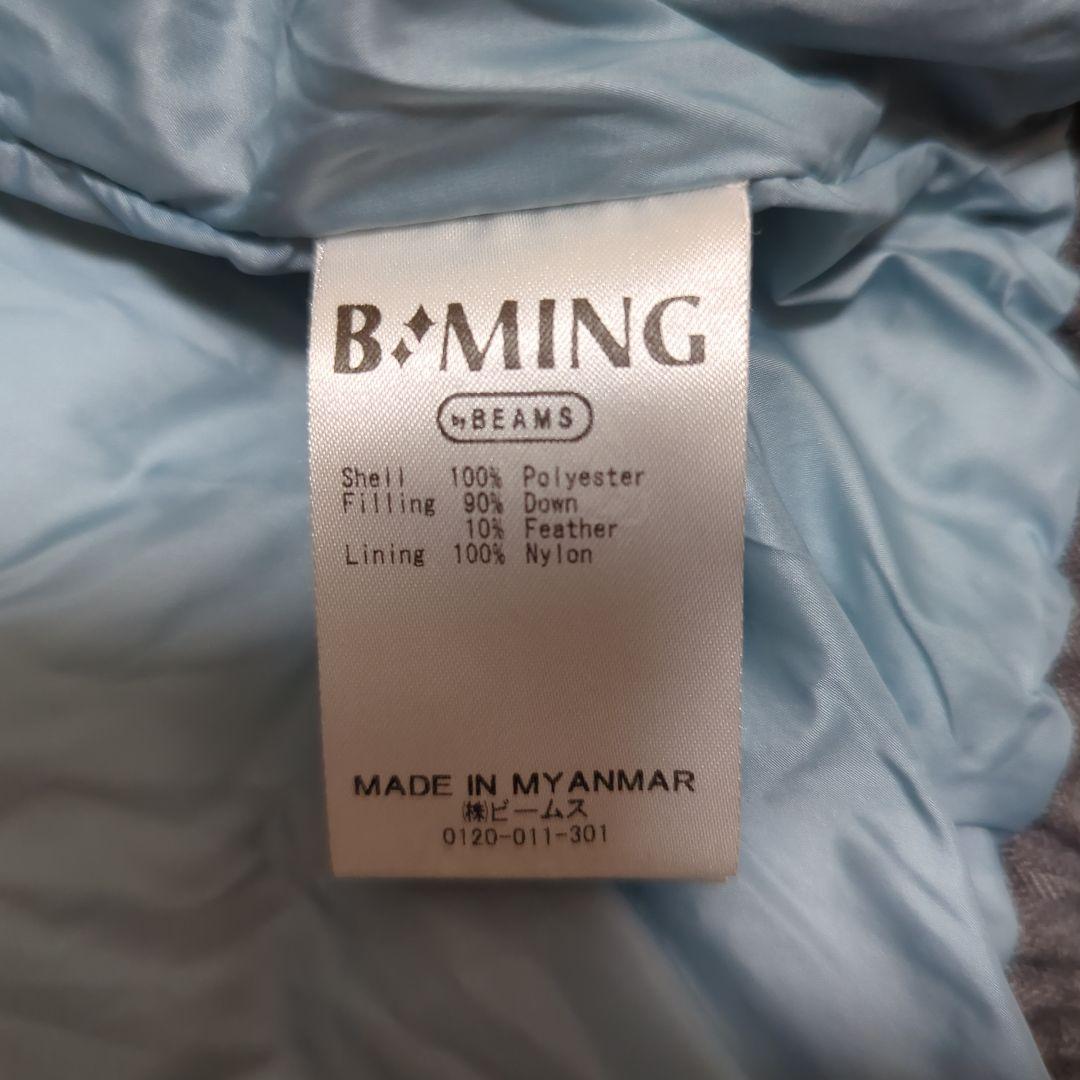 B:MING
by BEAMS
Shell 100% Polyester
Filling 90% Down
10% Feather
Lining 100% Nylon
MADE IN MYANMAR
㈱ビームス
0120-011-301